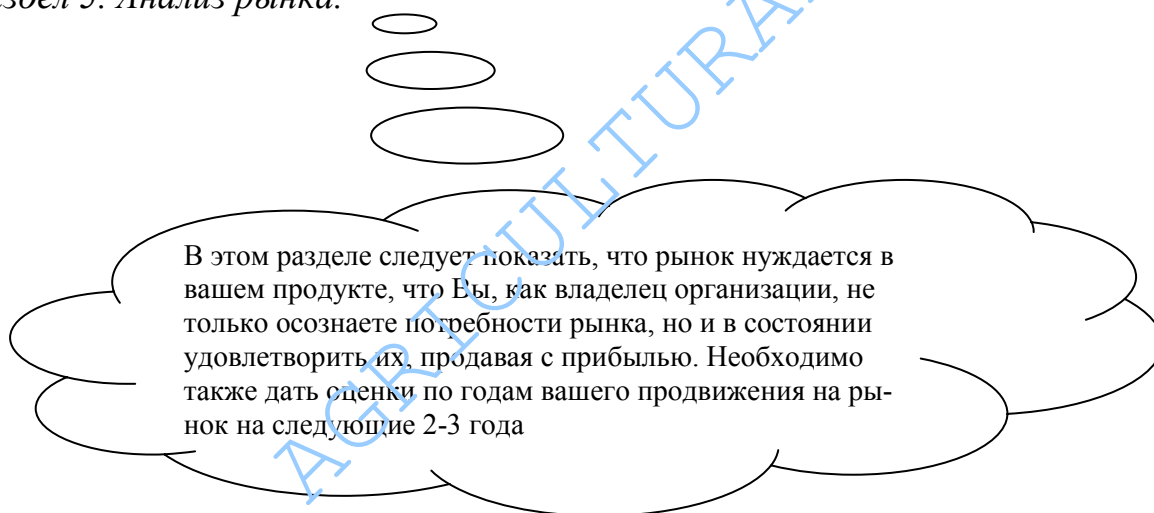 здел 5. Анализ рынка.
В этом разделе следует показать, что рынок нуждается в
вашем продукте, что Вы, как владелец организации, не
только осознаете потребности рынка, но и в состоянии
удовлетворить их, продавая с прибылью. Необходимо
также дать оценки по годам вашего продвижения на ры-
нок на следующие 2-3 года
AGRICULTURA